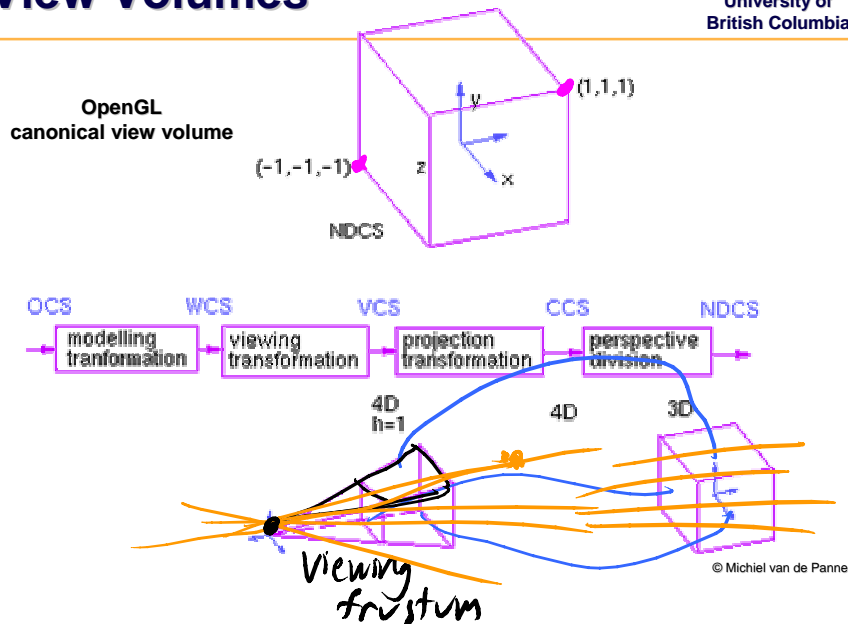 View Volumes
University of
British Columbia
OpenGL
canonical view volume
(1,1,1)
y
(-1,-1,-1)
z
x
NDCS
OCS WCS VCS CCS NDCS
modelling
tranformation
viewing
transformation
projection
transformation
perspective
division
4D
h=1
4D
3D
Viewing
frustum
© Michiel van de Panne